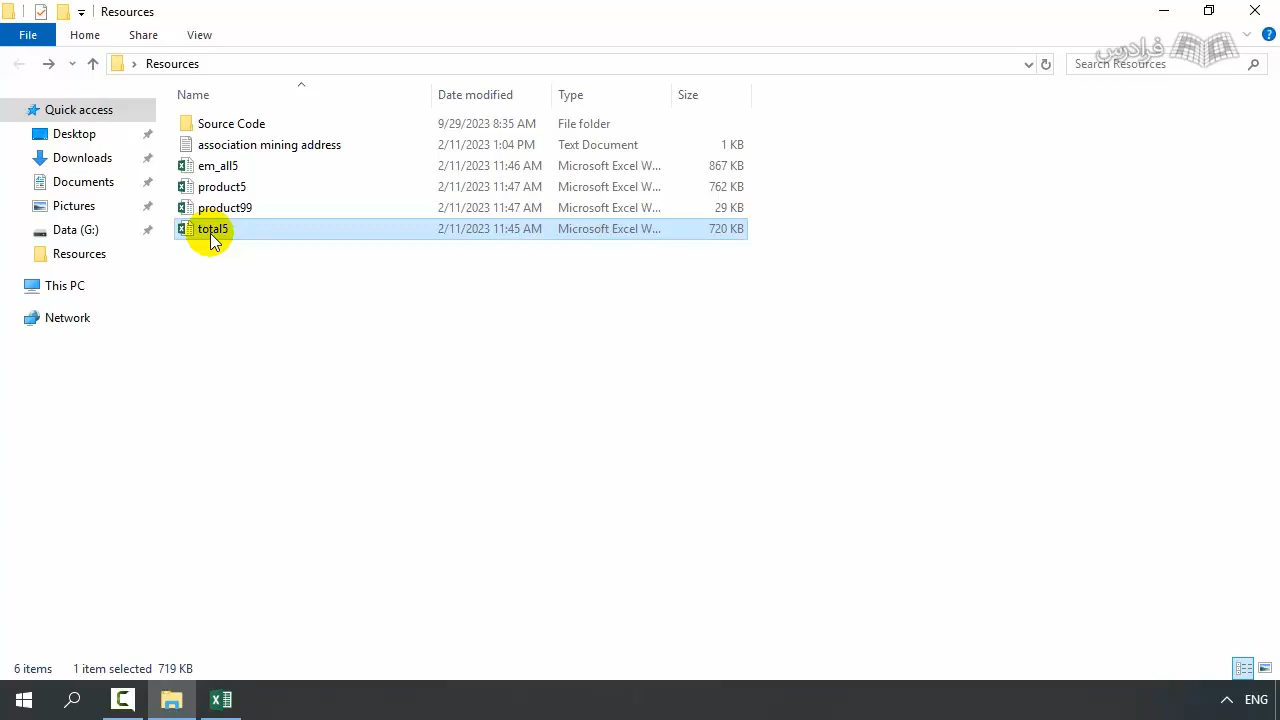 Resources
File Home Share View
فرادرس
Resources Search Resources
Name Date modified Type Size
Quick access
Desktop
Downloads
Documents
Pictures
Data (G:)
Resources
This PC
Network
Source Code 9/29/2023 8:35 AM File folder
association mining address 2/11/2023 1:04 PM Text Document 1 KB
em_all5 2/11/2023 11:46 AM Microsoft Excel W... 867 KB
product5 2/11/2023 11:47 AM Microsoft Excel W... 762 KB
product99 2/11/2023 11:47 AM Microsoft Excel W... 29 KB
total5 2/11/2023 11:45 AM Microsoft Excel W... 720 KB
6 items 1 item selected 719 KB
ENG